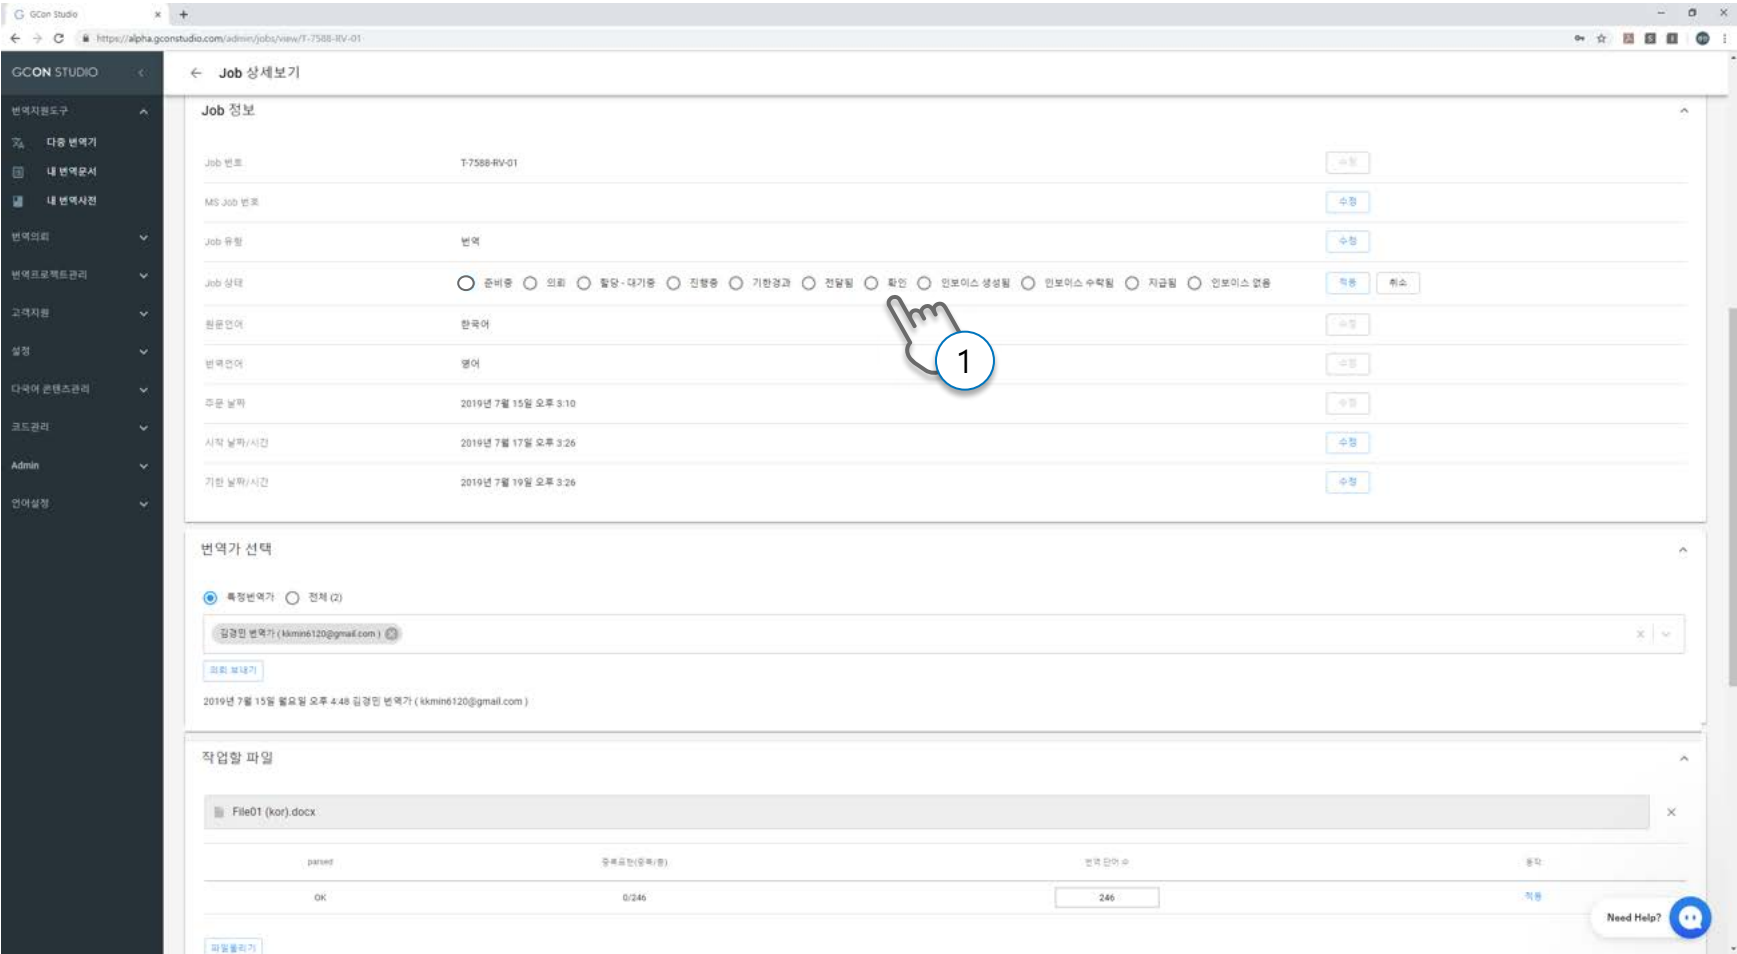 GCon Studio
https://alpha.gconstudio.com/admin/jobs/view/T-7588-RV-01
GCON STUDIO
Job 상세보기
번역지원도구
다중 번역기
내 번역문서
내 번역사전
번역의뢰
번역프로젝트관리
고객지원
설정
다국어 콘텐츠관리
코드관리
Admin
언어설정
Job 정보
Job 번호 T-7588-RV-01 수정
MS Job 번호 수정
Job 유형 번역 수정
Job 상태 준비중 의뢰 할당-대기중 진행중 기한경과 전달됨 확인 인보이스 생성됨 인보이스 수락됨 지급됨 인보이스 없음 적용 취소
원문언어 한국어 수정
번역언어 영어 수정
주문 날짜 2019년 7월 15일 오후 3:10 수정
시작 날짜/시간 2019년 7월 17일 오후 3:26 수정
기한 날짜/시간 2019년 7월 19일 오후 3:26 수정
1
번역가 선택
특정번역가 전체 (2)
김경민 번역가 ( kkmin6120@gmail.com )
의뢰 보내기
2019년 7월 15일 월요일 오후 4:48 김경민 번역가 ( kkmin6120@gmail.com )
작업할 파일
File01 (kor).docx
parsed 중복표현(중복/총) 번역 단어 수 동작
OK 0/246 246 적용
파일올리기
Need Help?